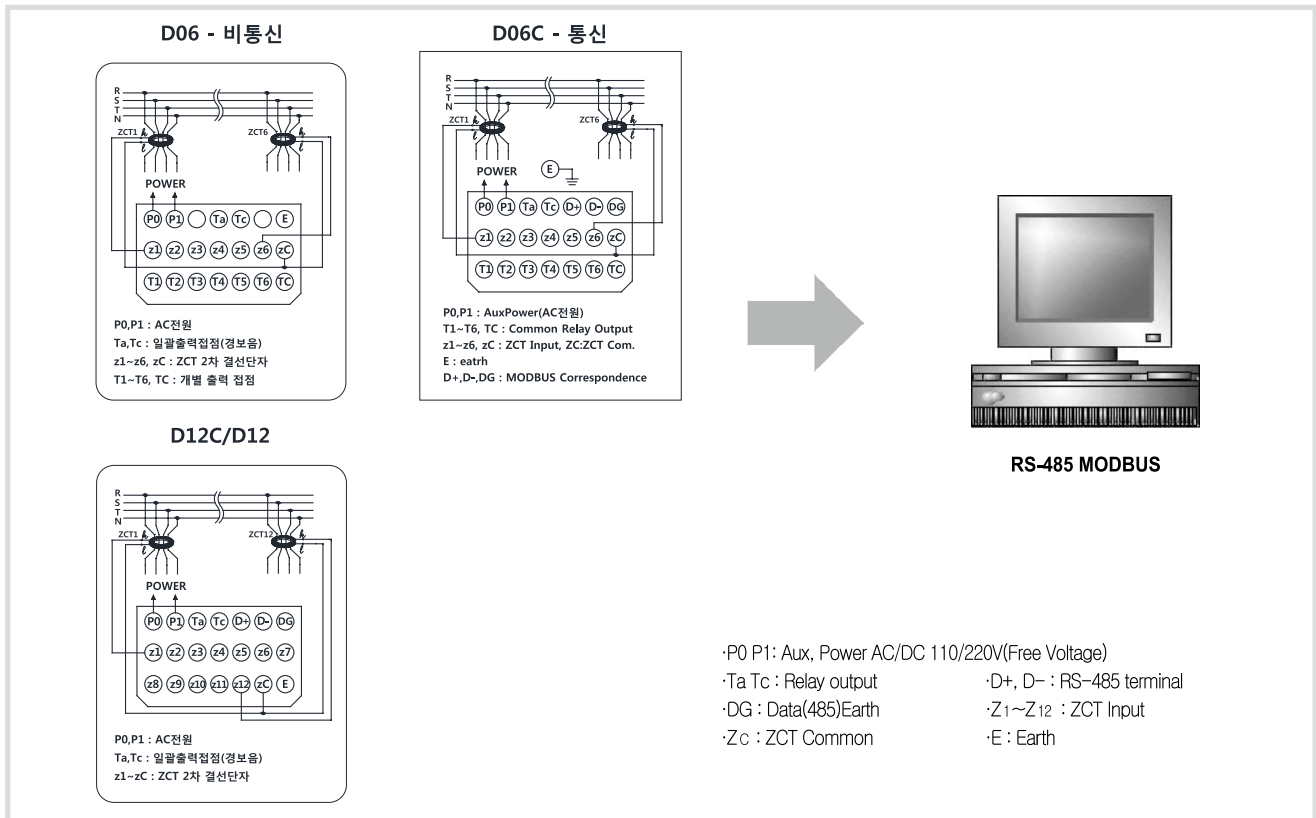 D06 - 비통신
R
S
T
N
ZCT1 k
l
ZCT6 k
l
POWER
P0 P1 Ta Tc E
z1 z2 z3 z4 z5 z6 zC
T1 T2 T3 T4 T5 T6 TC
P0,P1 : AC전원
Ta,Tc : 일괄출력접점(경보음)
z1~z6, zC : ZCT 2차 결선단자
T1~T6, TC : 개별 출력 접점
D06C - 통신
R
S
T
N
ZCT1 k
l
ZCT6 k
l
POWER
E
P0 P1 Ta Tc D+ D- DG
z1 z2 z3 z4 z5 z6 zC
T1 T2 T3 T4 T5 T6 TC
P0,P1 : AuxPower(AC전원)
T1~T6, TC : Common Relay Output
z1~z6, zC : ZCT Input, ZC:ZCT Com.
E : eatrh
D+,D-,DG : MODBUS Correspondence
RS-485 MODBUS
D12C/D12
R
S
T
N
ZCT1 k
l
ZCT12 k
l
POWER
P0 P1 Ta Tc D+ D- DG
z1 z2 z3 z4 z5 z6 z7
z8 z9 z10 z11 z12 zC E
P0,P1 : AC전원
Ta,Tc : 일괄출력접점(경보음)
z1~zC : ZCT 2차 결선단자
·P0 P1: Aux, Power AC/DC 110/220V(Free Voltage)
·Ta Tc : Relay output ·D+, D- : RS-485 terminal
·DG : Data(485)Earth ·Z1~Z12 : ZCT Input
·Zc : ZCT Common ·E : Earth